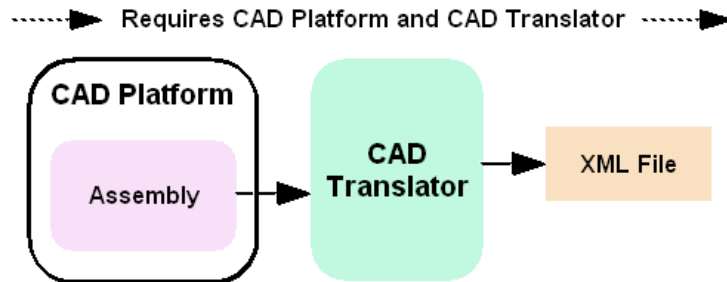 Requires CAD Platform and CAD Translator
CAD Platform
Assembly
CAD
Translator
XML File